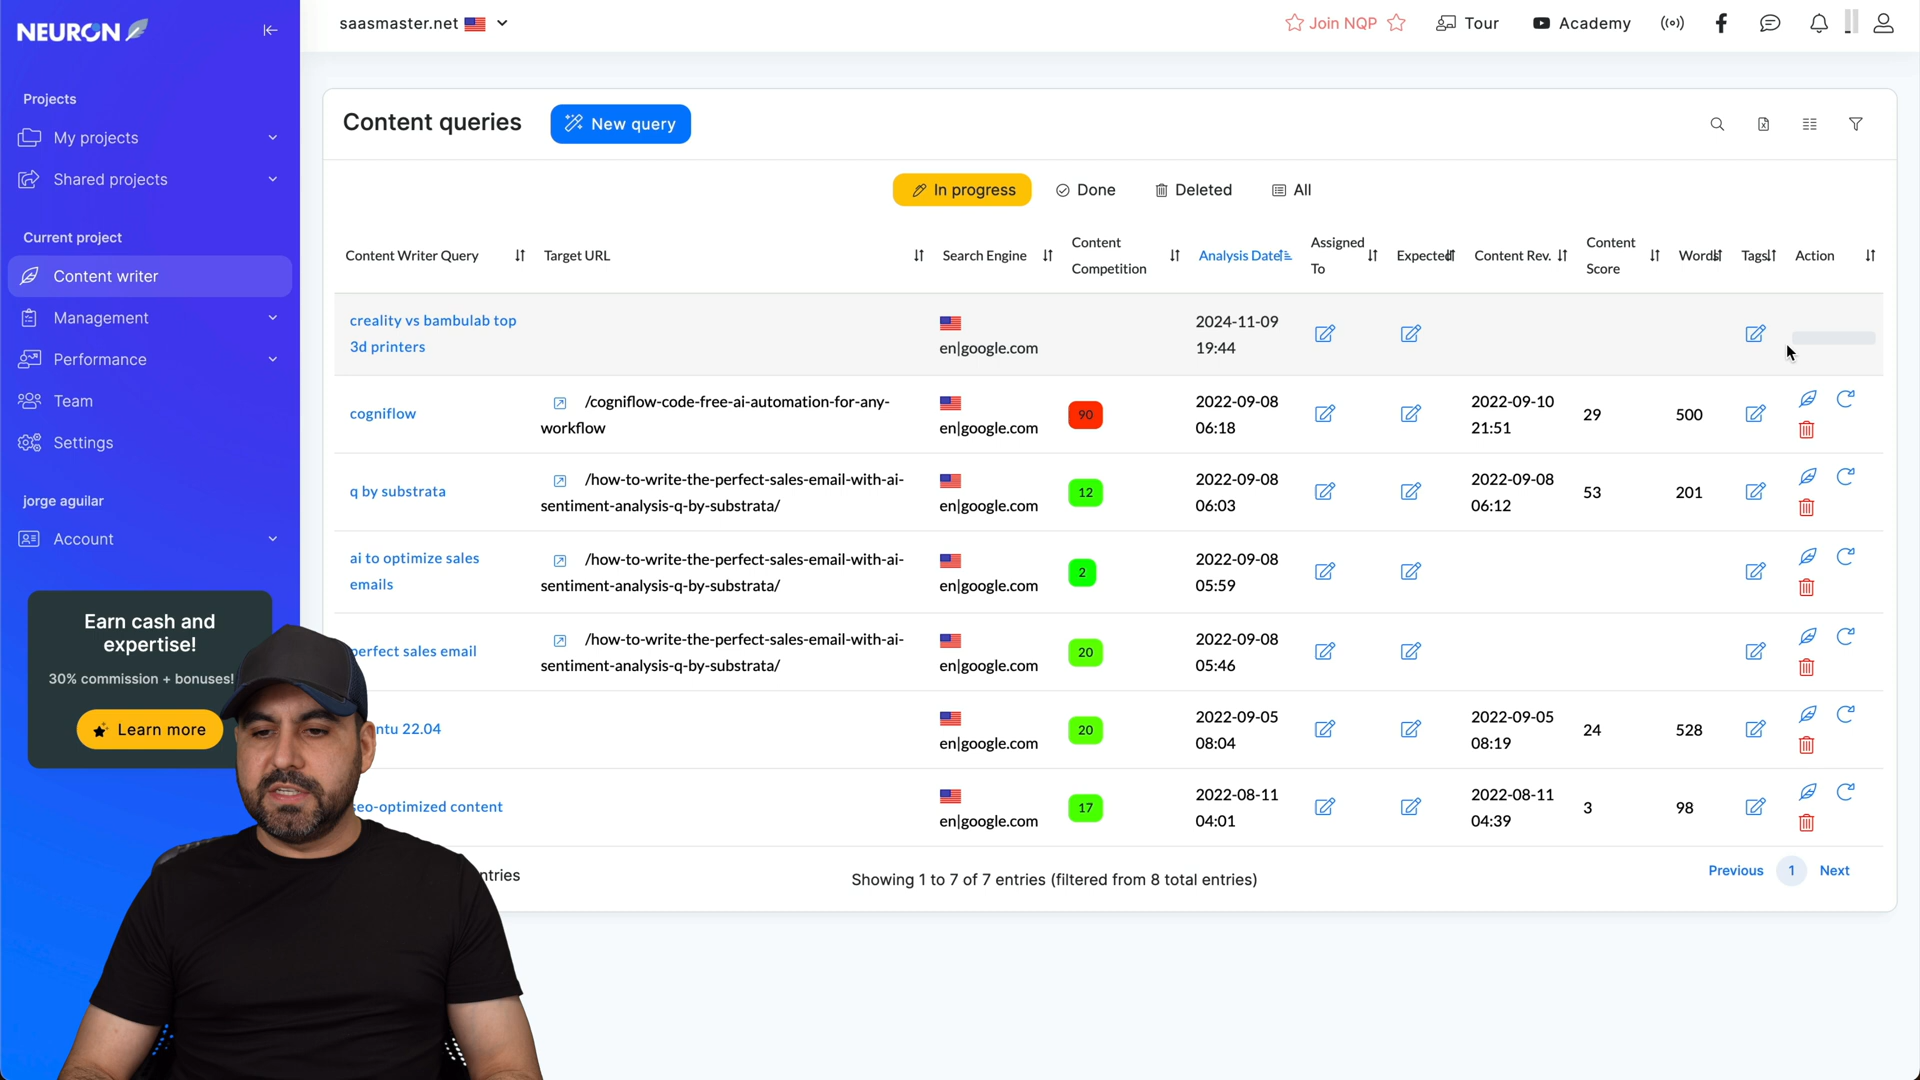 NEURON
saasmaster.net
Join NQP
Tour
Academy
Projects
My projects
Shared projects
Current project
Content writer
Management
Performance
Team
Settings
jorge aguilar
Account
Earn cash and
expertise!
30% commission + bonuses!
Learn more
Content queries
New query
In progress
Done
Deleted
All
Content Writer Query
Target URL
Search Engine
Content
Competition
Analysis Date
Assigned
To
Expected
Content Rev.
Content
Score
Words
Tags
Action
creality vs bambulab top
3d printers
en|google.com
2024-11-09
19:44
cogniflow
/cogniflow-code-free-ai-automation-for-any-
workflow
en|google.com
90
2022-09-08
06:18
2022-09-10
21:51
29
500
q by substrata
/how-to-write-the-perfect-sales-email-with-ai-
sentiment-analysis-q-by-substrata/
en|google.com
12
2022-09-08
06:03
2022-09-08
06:12
53
201
ai to optimize sales
emails
/how-to-write-the-perfect-sales-email-with-ai-
sentiment-analysis-q-by-substrata/
en|google.com
2
2022-09-08
05:59
perfect sales email
/how-to-write-the-perfect-sales-email-with-ai-
sentiment-analysis-q-by-substrata/
en|google.com
20
2022-09-08
05:46
ntu 22.04
en|google.com
20
2022-09-05
08:04
2022-09-05
08:19
24
528
seo-optimized content
en|google.com
17
2022-08-11
04:01
2022-08-11
04:39
3
98
ntries
Showing 1 to 7 of 7 entries (filtered from 8 total entries)
Previous
1
Next